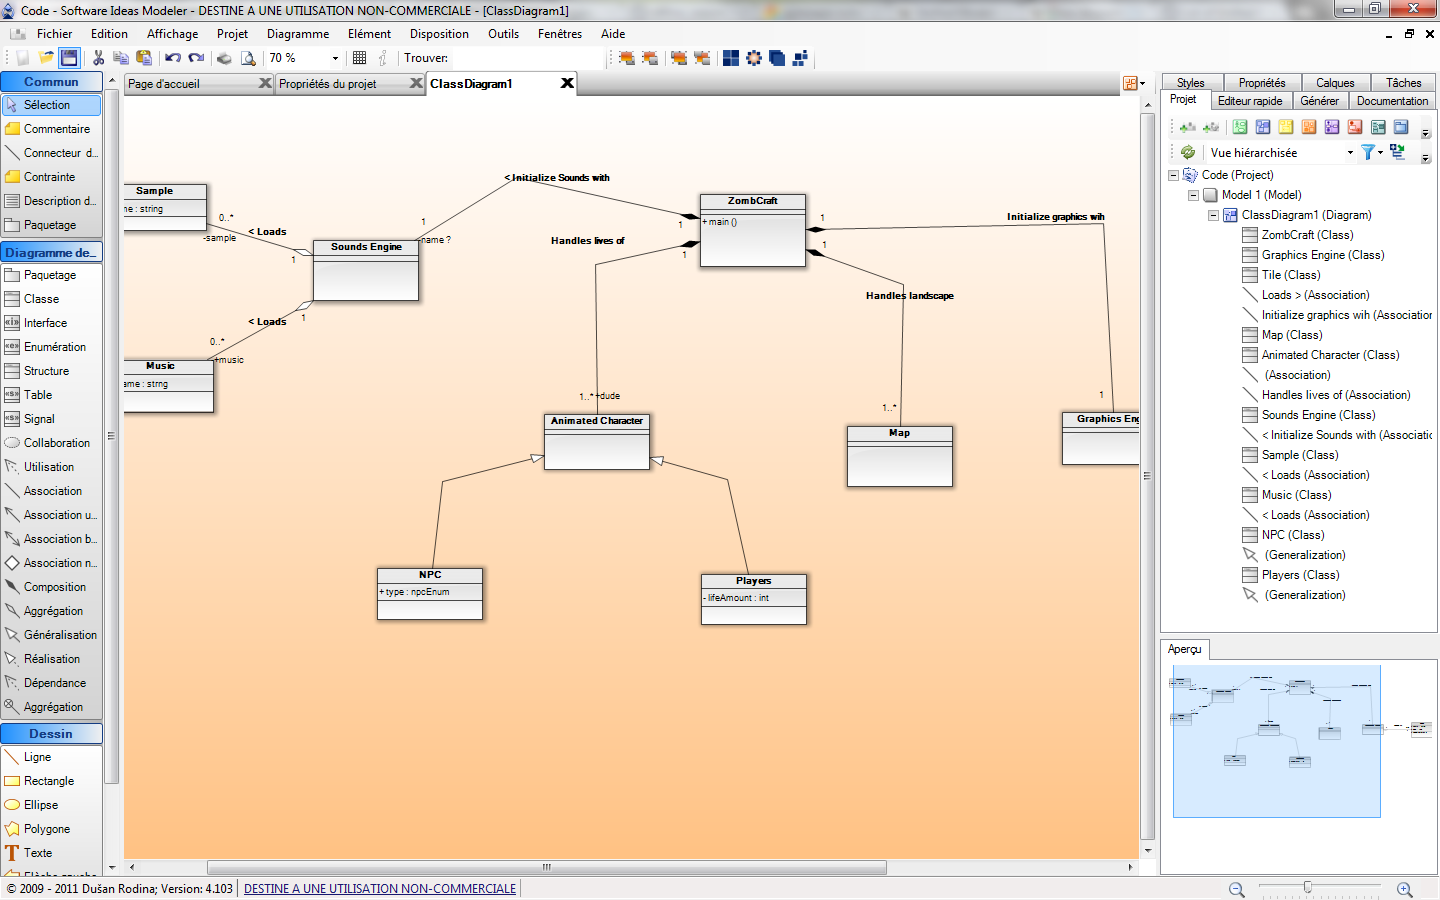 Code - Software Ideas Modeler - DESTINE A UNE UTILISATION NON-COMMERCIALE - [ClassDiagram1]
Fichier Edition Affichage Projet Diagramme Elément Disposition Outils Fenêtres Aide
70 % Trouver:
Commun
Sélection
Commentaire
Connecteur d...
Contrainte
Description d...
Paquetage
Diagramme de...
Paquetage
Classe
Interface
Enumération
Structure
Table
Signal
Collaboration
Utilisation
Association
Association u...
Association b...
Association n...
Composition
Aggrégation
Généralisation
Réalisation
Dépendance
Aggrégation
Dessin
Ligne
Rectangle
Ellipse
Polygone
Texte
Page d'accueil
Propriétés du projet
ClassDiagram1
Sample
me : string
0..*
-sample
< Loads
1
Sounds Engine
1
-name ?
< Initialize Sounds with
1
ZombCraft
+ main ()
1
Initialize graphics wih
Handles lives of
1
1
Handles landscape
< Loads
1
0..*
+music
Music
ame : strng
1..*
+dude
Animated Character
1..*
Map
1
Graphics Eng
NPC
+ type : npcEnum
Players
- lifeAmount : int
Styles Propriétés Calques Tâches
Projet Editeur rapide Générer Documentation
Vue hiérarchisée
Code (Project)
Model 1 (Model)
ClassDiagram1 (Diagram)
ZombCraft (Class)
Graphics Engine (Class)
Tile (Class)
Loads > (Association)
Initialize graphics wih (Association
Map (Class)
Animated Character (Class)
(Association)
Handles lives of (Association)
Sounds Engine (Class)
< Initialize Sounds with (Associatic
Sample (Class)
< Loads (Association)
Music (Class)
< Loads (Association)
NPC (Class)
(Generalization)
Players (Class)
(Generalization)
Aperçu
© 2009 - 2011 Dušan Rodina; Version: 4.103
DESTINE A UNE UTILISATION NON-COMMERCIALE